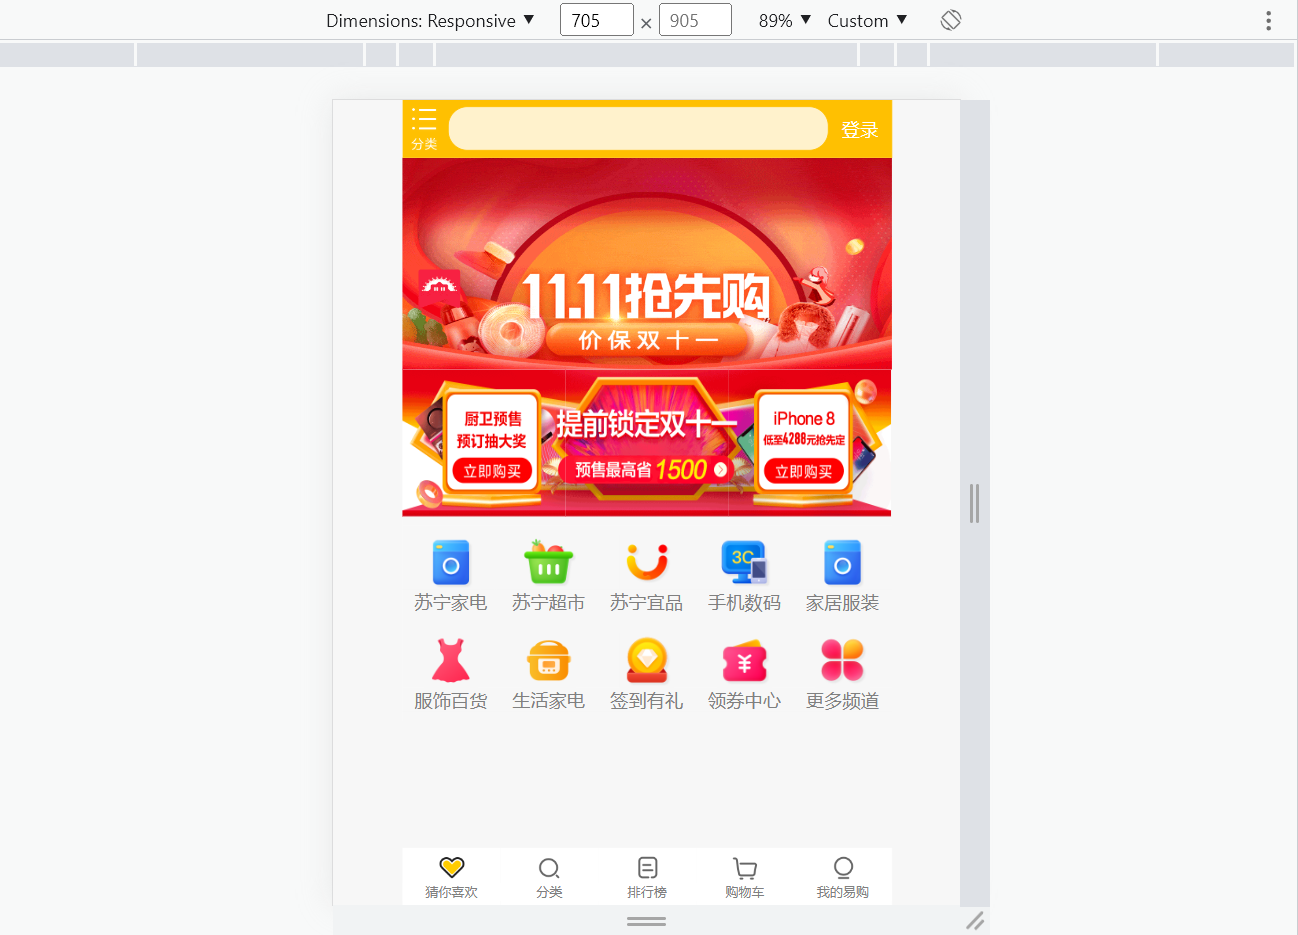 Dimensions: Responsive ▼ 705 × 905 89% ▼ Custom ▼
分类 登录
11.11抢先购
价保双十一
厨卫预售
预订抽大奖
立即购买
提前锁定双十一
预售最高省1500
iPhone 8
低至4288元抢先定
立即购买
3C
苏宁家电 苏宁超市 苏宁宜品 手机数码 家居服装
服饰百货 生活家电 签到有礼 领券中心 更多频道
猜你喜欢 分类 排行榜 购物车 我的易购